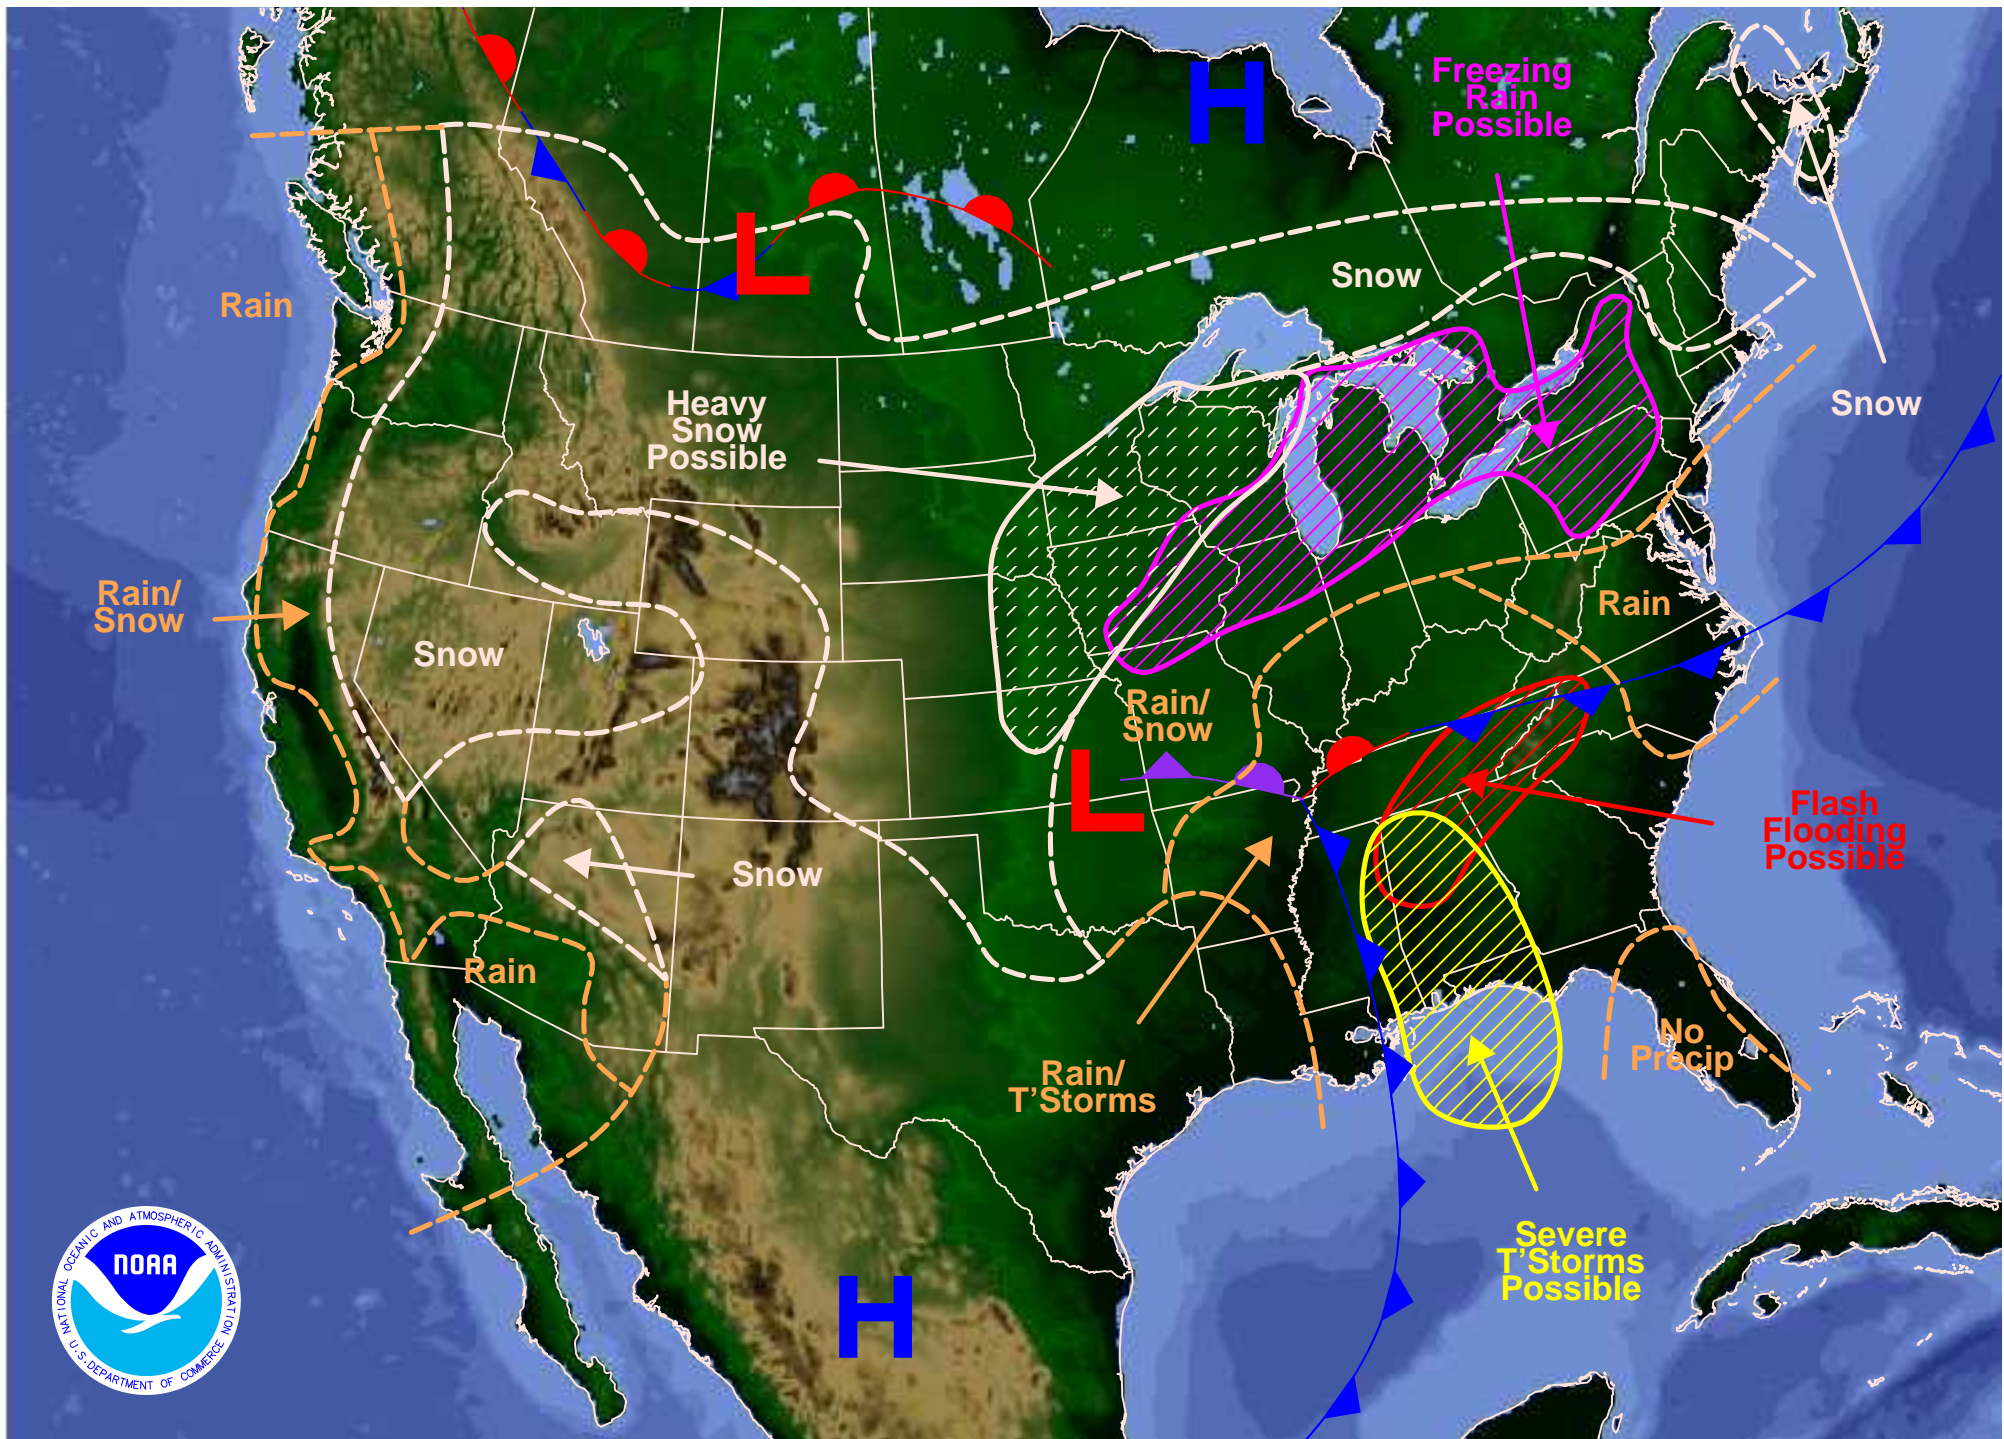 H
Freezing
Rain
Possible
L
Snow
Rain
Heavy
Snow
Possible
Snow
Rain/
Snow
Rain
Snow
Rain/
Snow
L
Flash
Flooding
Possible
Snow
Rain
No
Precip
Rain/
T'Storms
Severe
T'Storms
Possible
H
NATIONAL OCEANIC AND ATMOSPHERIC ADMINISTRATION
NOAA
U.S. DEPARTMENT OF COMMERCE